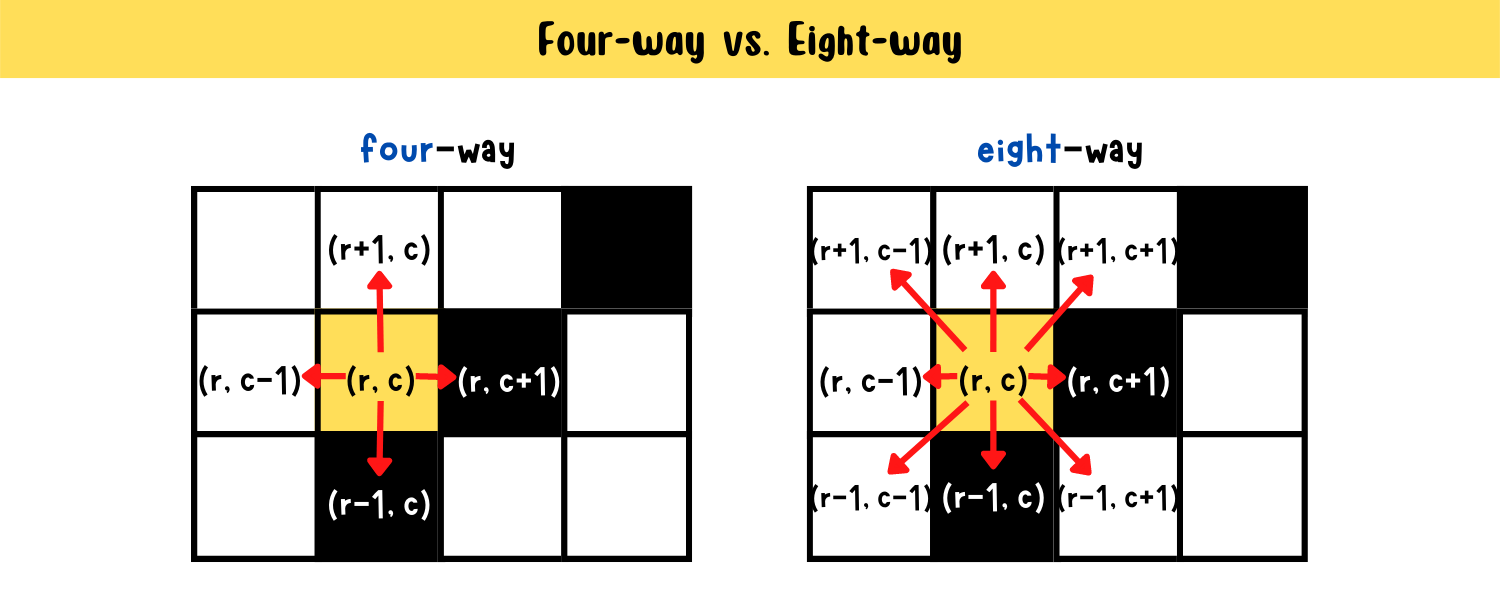 Four-way vs. Eight-way
four-way
(r+1, c)
(r, c-1) (r, c) (r, c+1)
(r-1, c)
eight-way
(r+1, c-1) (r+1, c) (r+1, c+1)
(r, c-1) (r, c) (r, c+1)
(r-1, c-1) (r-1, c) (r-1, c+1)